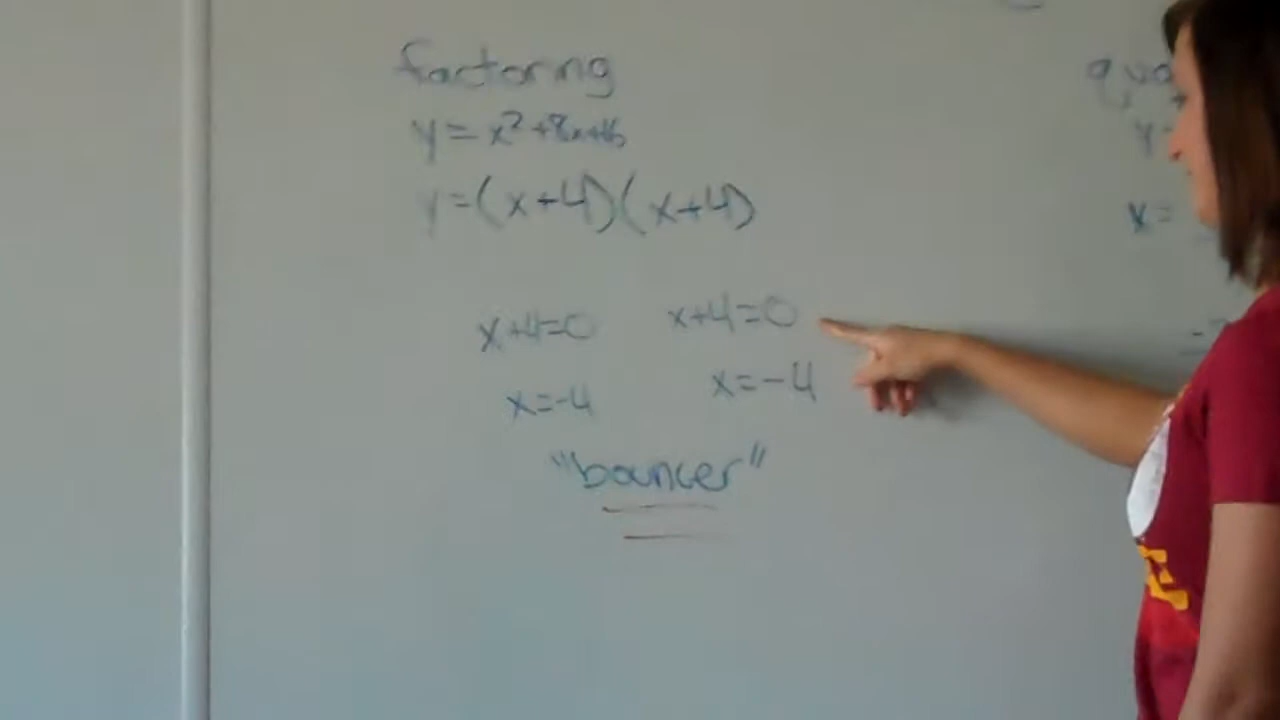 factoring
y = x² + 8x + 16
y = (x+4)(x+4)
x+4=0 x+4=0
x=-4 x=-4
"bouncer"
y
x =